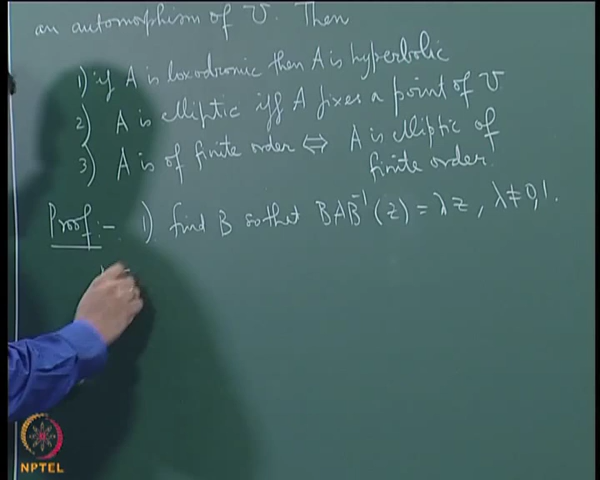 an automorphism of U. Then
1) if A is loxodromic then A is hyperbolic
2) A is elliptic iff A fixes a point of U
3) A is of finite order ⇔ A is elliptic of
finite order.
Proof:- 1) find B so that BAB⁻¹(z) = λz, λ≠0,1.
NPTEL